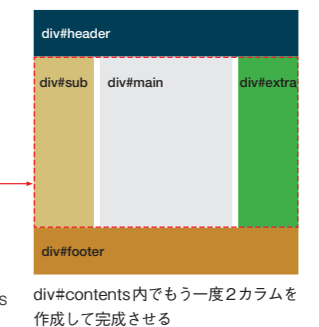 div#header
div#sub div#main div#extra
div#footer
s
div#contents内でもう一度2カラムを
作成して完成させる